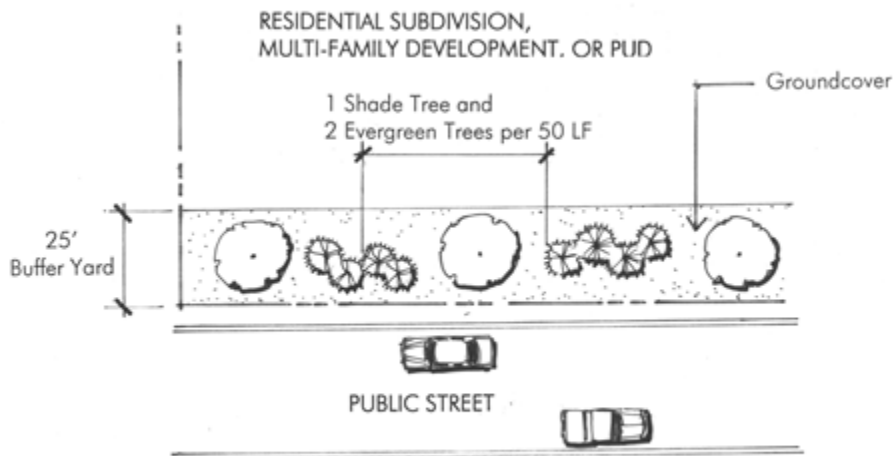 RESIDENTIAL SUBDIVISION,
MULTI-FAMILY DEVELOPMENT. OR PUD
Groundcover
1 Shade Tree and
2 Evergreen Trees per 50 LF
25'
Buffer Yard
PUBLIC STREET